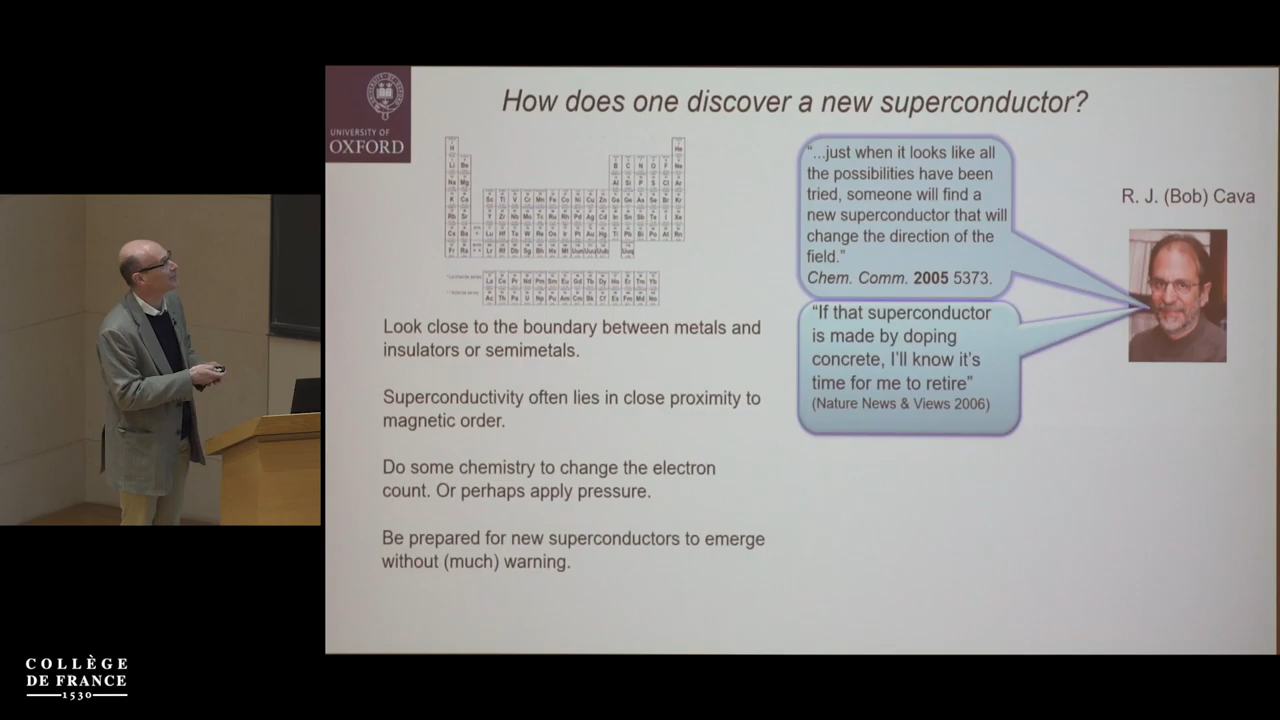 How does one discover a new superconductor?
UNIVERSITY OF
OXFORD
"...just when it looks like all
the possibilities have been
tried, someone will find a
new superconductor that will
change the direction of the
field."
Chem. Comm. 2005 5373.
R. J. (Bob) Cava
"If that superconductor
is made by doping
concrete, I'll know it's
time for me to retire"
(Nature News & Views 2006)
Look close to the boundary between metals and
insulators or semimetals.
Superconductivity often lies in close proximity to
magnetic order.
Do some chemistry to change the electron
count. Or perhaps apply pressure.
Be prepared for new superconductors to emerge
without (much) warning.
COLLÈGE
DE FRANCE
1530